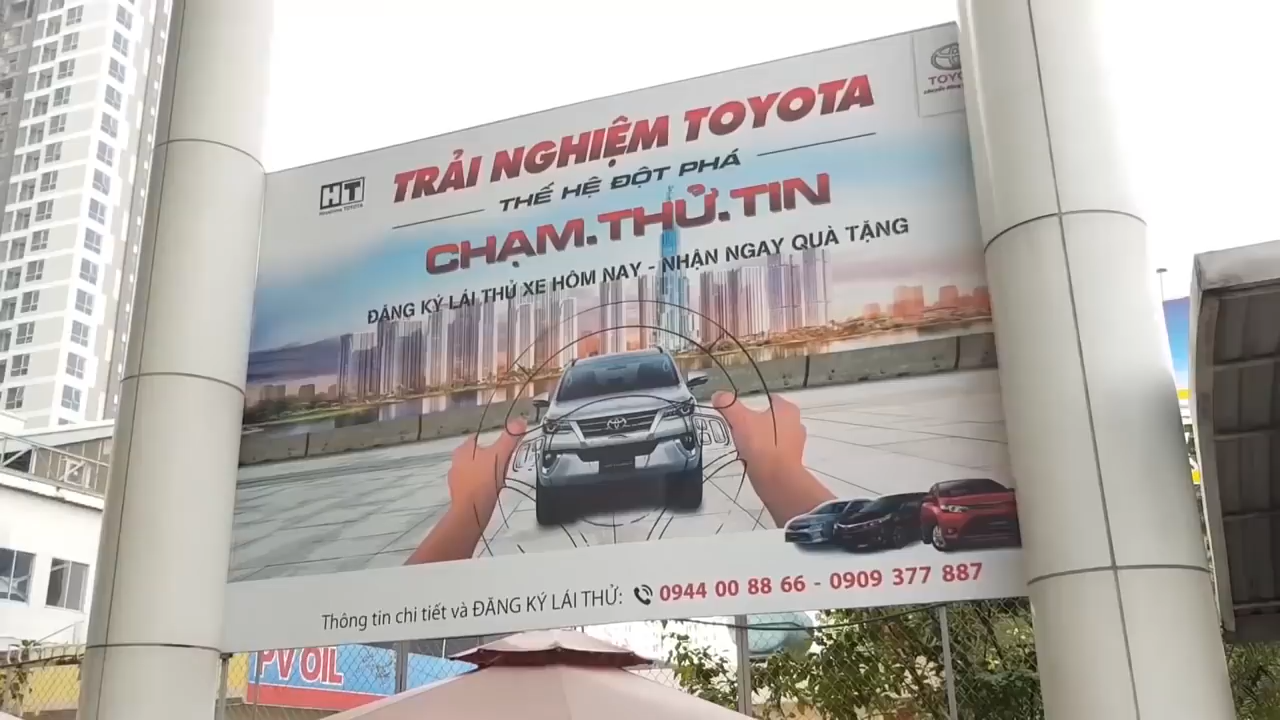 HT
TRẢI NGHIỆM TOYOTA
THẾ HỆ ĐỘT PHÁ
CHẠM.THỬ.TIN
ĐĂNG KÝ LÁI THỬ XE HÔM NAY - NHẬN NGAY QUÀ TẶNG
Thông tin chi tiết và ĐĂNG KÝ LÁI THỬ: 0944 00 88 66 - 0909 377 887
PV OIL